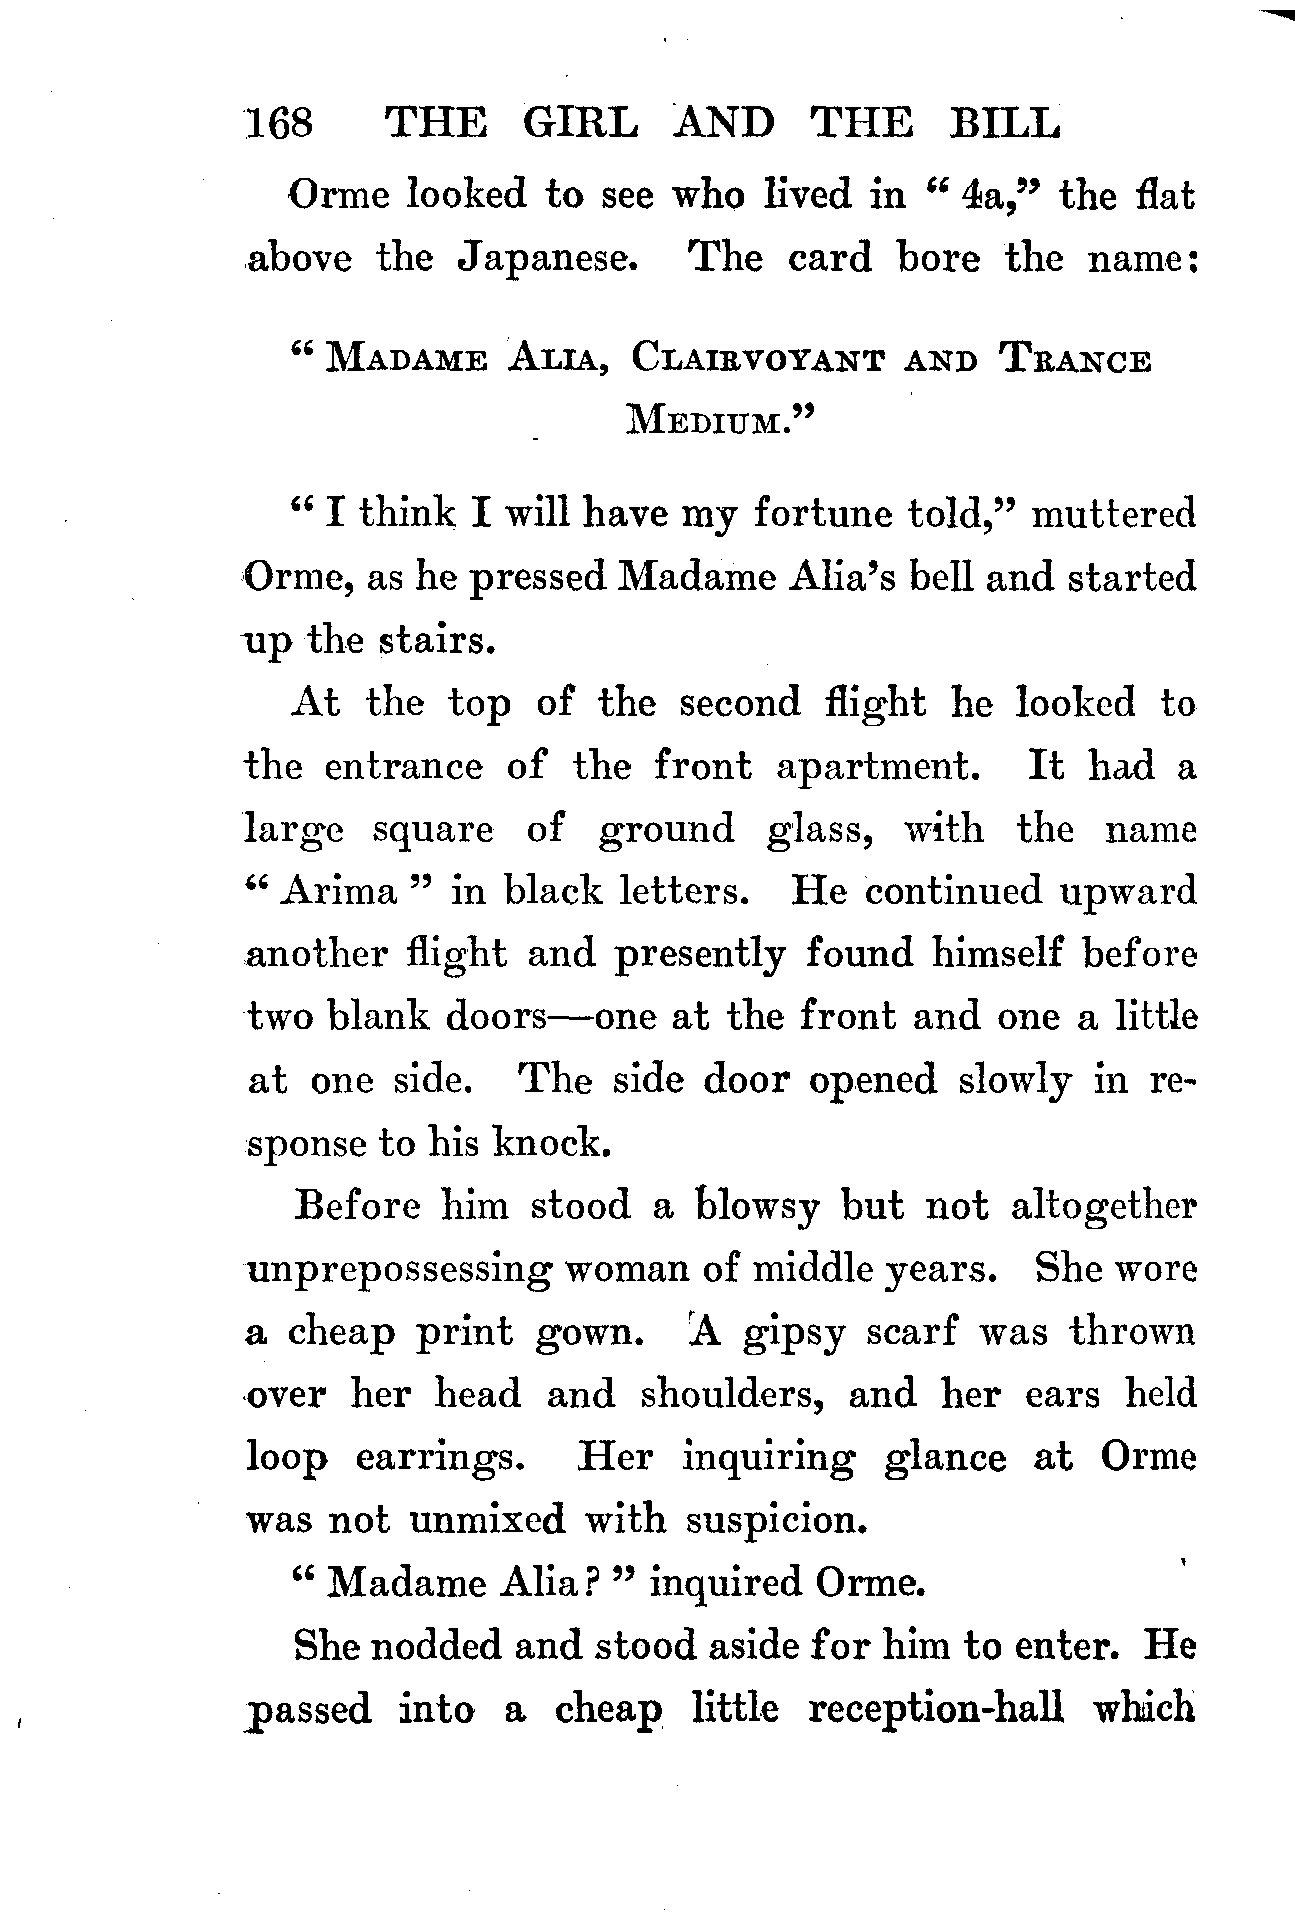 168 THE GIRL AND THE BILL
Orme looked to see who lived in “ 4a,” the flat
above the Japanese. The card bore the name:
“ MADAME ALIA, CLAIRVOYANT AND TRANCE
MEDIUM.”
“ I think I will have my fortune told,” muttered
Orme, as he pressed Madame Alia’s bell and started
up the stairs.
At the top of the second flight he looked to
the entrance of the front apartment. It had a
large square of ground glass, with the name
“ Arima ” in black letters. He continued upward
another flight and presently found himself before
two blank doors—one at the front and one a little
at one side. The side door opened slowly in re-
sponse to his knock.
Before him stood a blowsy but not altogether
unprepossessing woman of middle years. She wore
a cheap print gown. A gipsy scarf was thrown
over her head and shoulders, and her ears held
loop earrings. Her inquiring glance at Orme
was not unmixed with suspicion.
“ Madame Alia? ” inquired Orme.
She nodded and stood aside for him to enter. He
passed into a cheap little reception-hall which